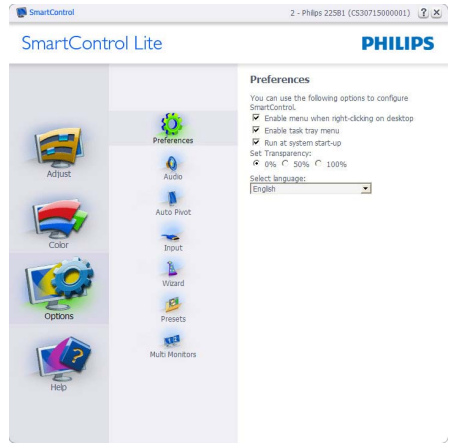 SmartControl
2 - Philips 225B1 (CS30715000001)
? X
SmartControl Lite
PHILIPS
Adjust
Color
Options
Help
Preferences
Audio
Auto Pivot
Input
Wizard
Presets
Multi Monitors
Preferences
You can use the following options to configure
SmartControl.
Enable menu when right-clicking on desktop
Enable task tray menu
Run at system start-up
Set Transparency:
0% 50% 100%
Select language:
English